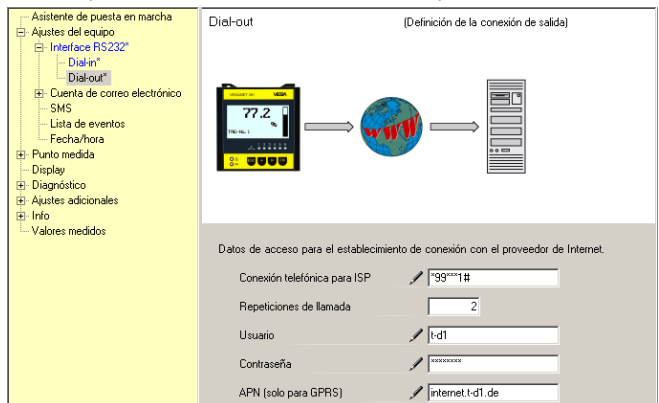 Asistente de puesta en marcha
Ajustes del equipo
Interface RS232*
Dial-in*
Dial-out*
Cuenta de correo electrónico
SMS
Lista de eventos
Fecha/hora
Punto medida
Display
Diagnóstico
Ajustes adicionales
Info
Valores medidos
Dial-out
(Definición de la conexión de salida)
VEGA
77.2
%
www
Datos de acceso para el establecimiento de conexión con el proveedor de Internet.
Conexión telefónica para ISP *99***1#
Repeticiones de llamada 2
Usuario t-d1
Contraseña ********
APN (solo para GPRS) internet.t-d1.de